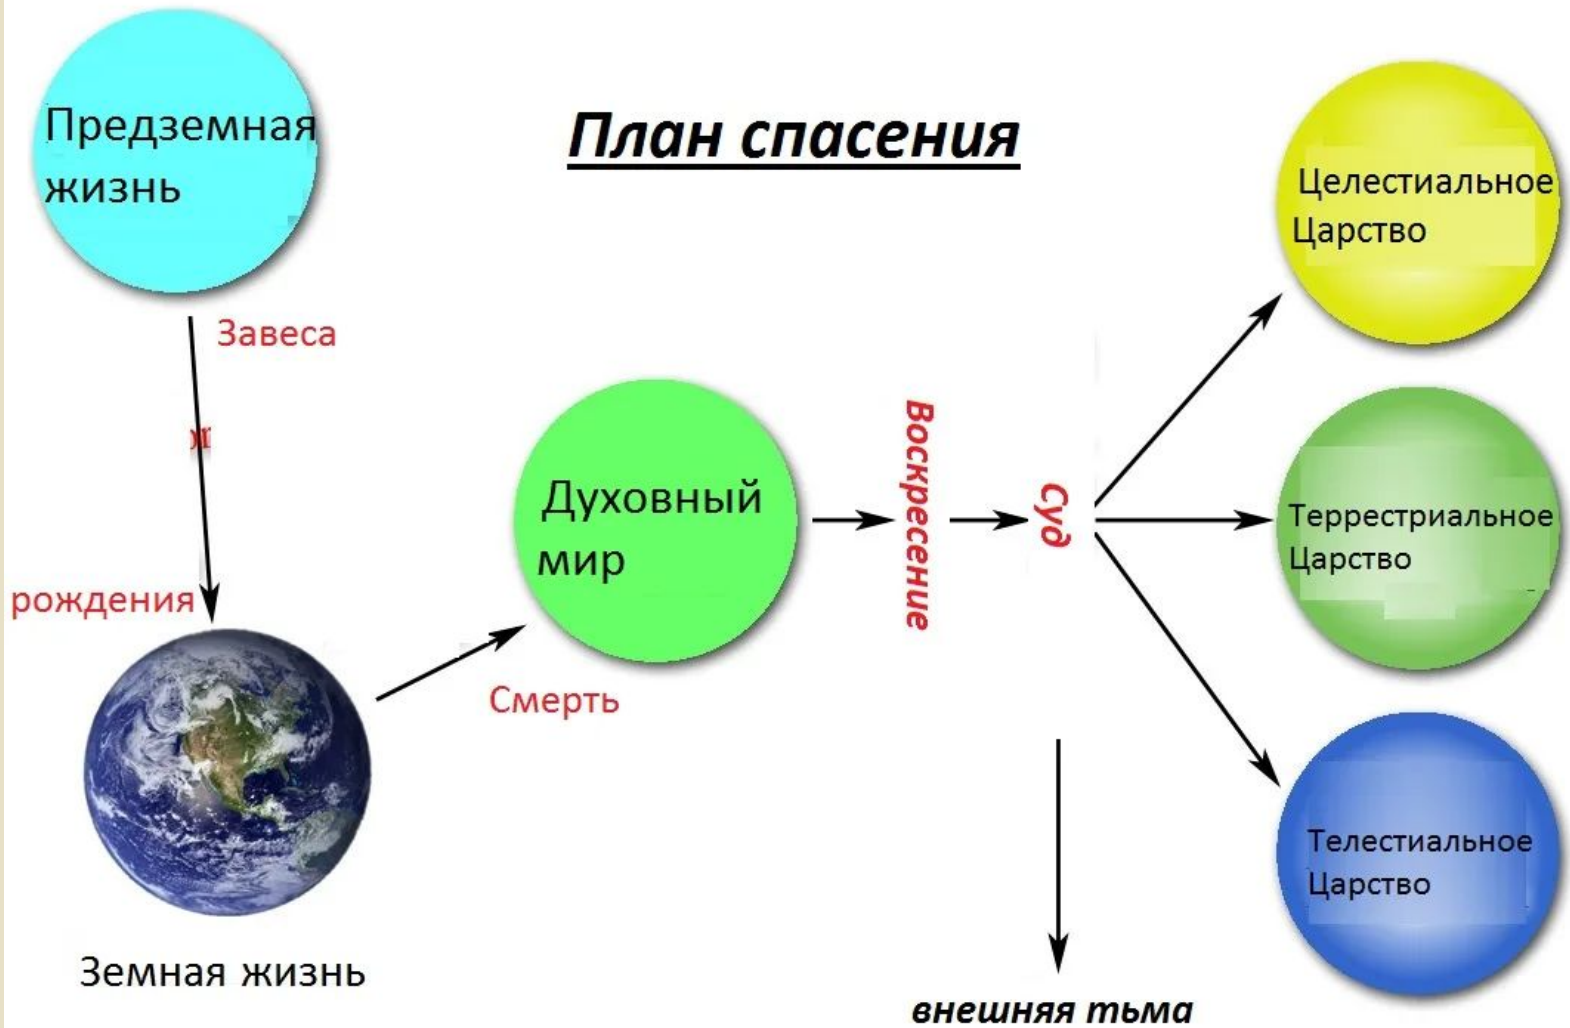 План спасения
Предземная
жизнь
Завеса
рождения
Земная жизнь
Смерть
Духовный
мир
Воскресение
Суд
внешняя тьма
Целестиальное
Царство
Террестриальное
Царство
Телестиальное
Царство